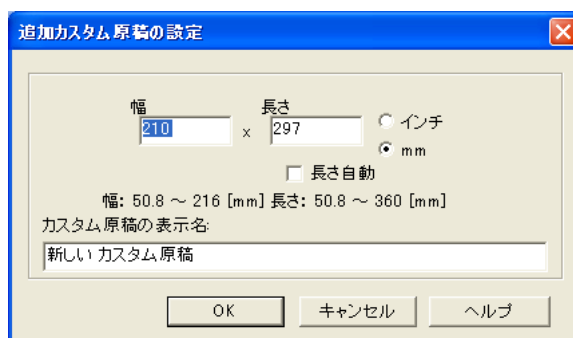 追加カスタム原稿の設定
幅 長さ
210 x 297 インチ
mm
長さ自動
幅: 50.8 ～ 216 [mm] 長さ: 50.8 ～ 360 [mm]
カスタム原稿の表示名:
新しいカスタム原稿
OK キャンセル ヘルプ